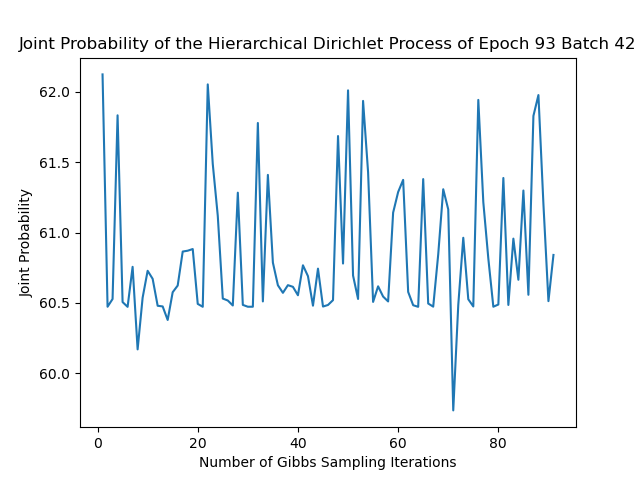 Joint Probability of the Hierarchical Dirichlet Process of Epoch 93 Batch 42
62.0
61.5
61.0
60.5
60.0
Joint Probability
0 20 40 60 80
Number of Gibbs Sampling Iterations